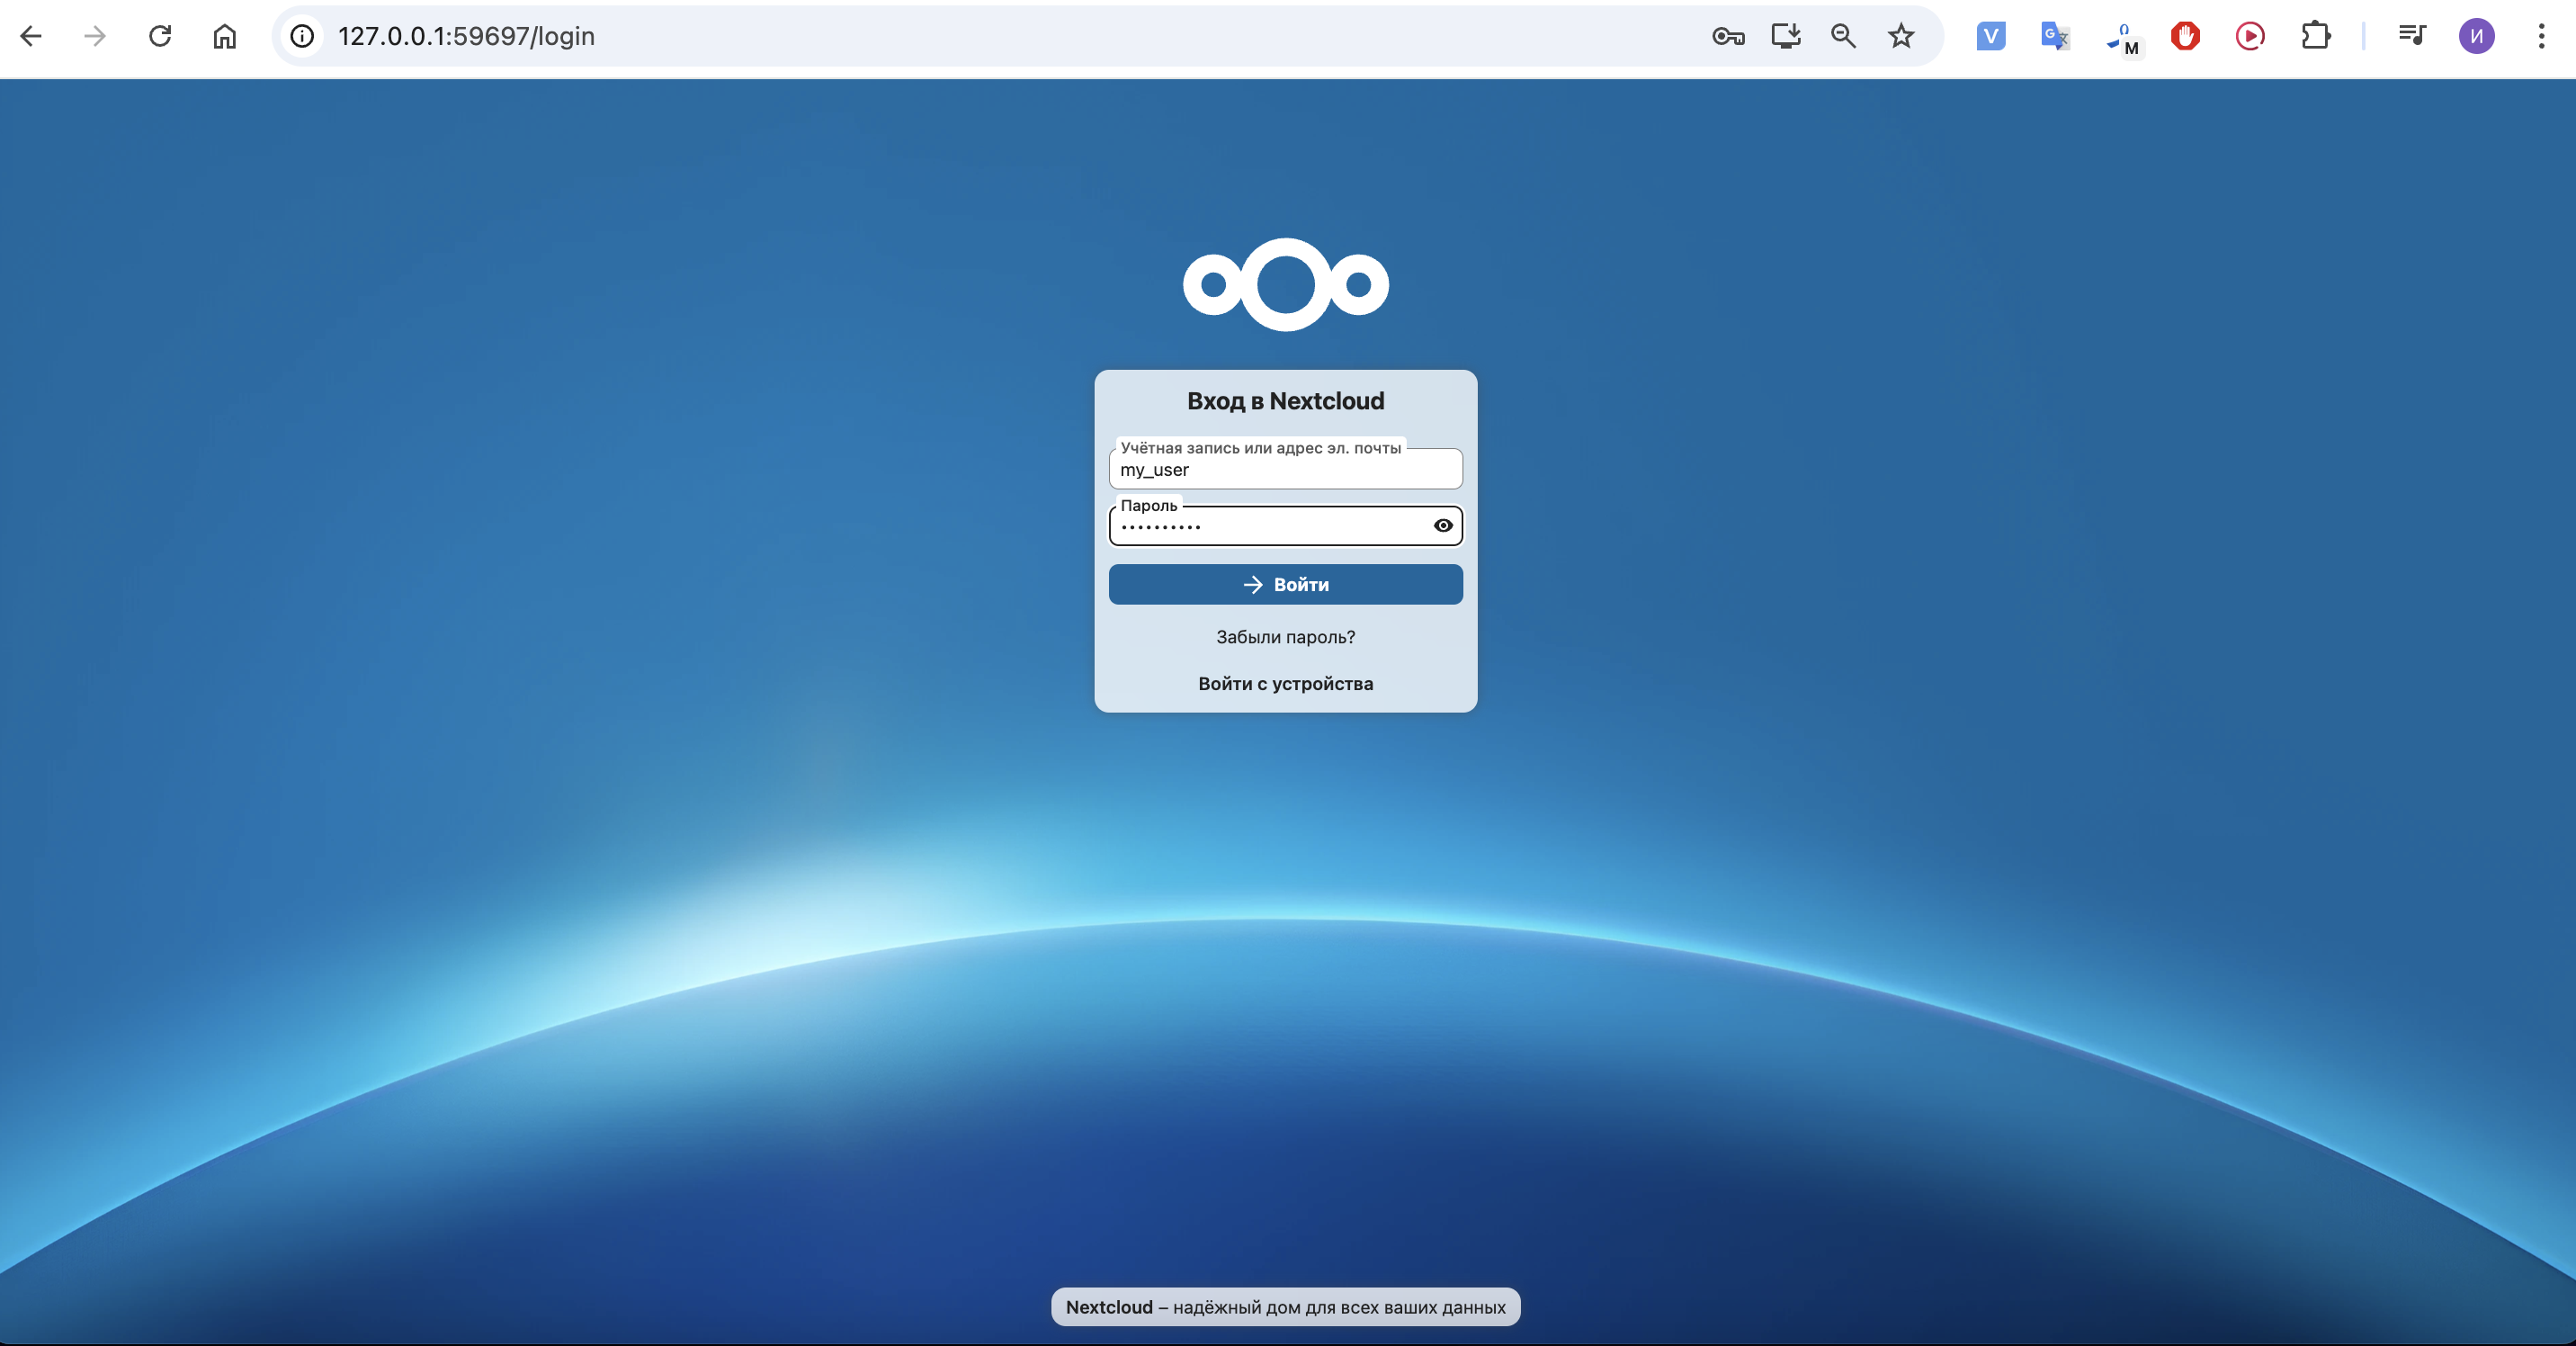 127.0.0.1:59697/login
V
G
0
M
И
Вход в Nextcloud
Учётная запись или адрес эл. почты
my_user
Пароль
••••••••••
Войти
Забыли пароль?
Войти с устройства
Nextcloud – надёжный дом для всех ваших данных